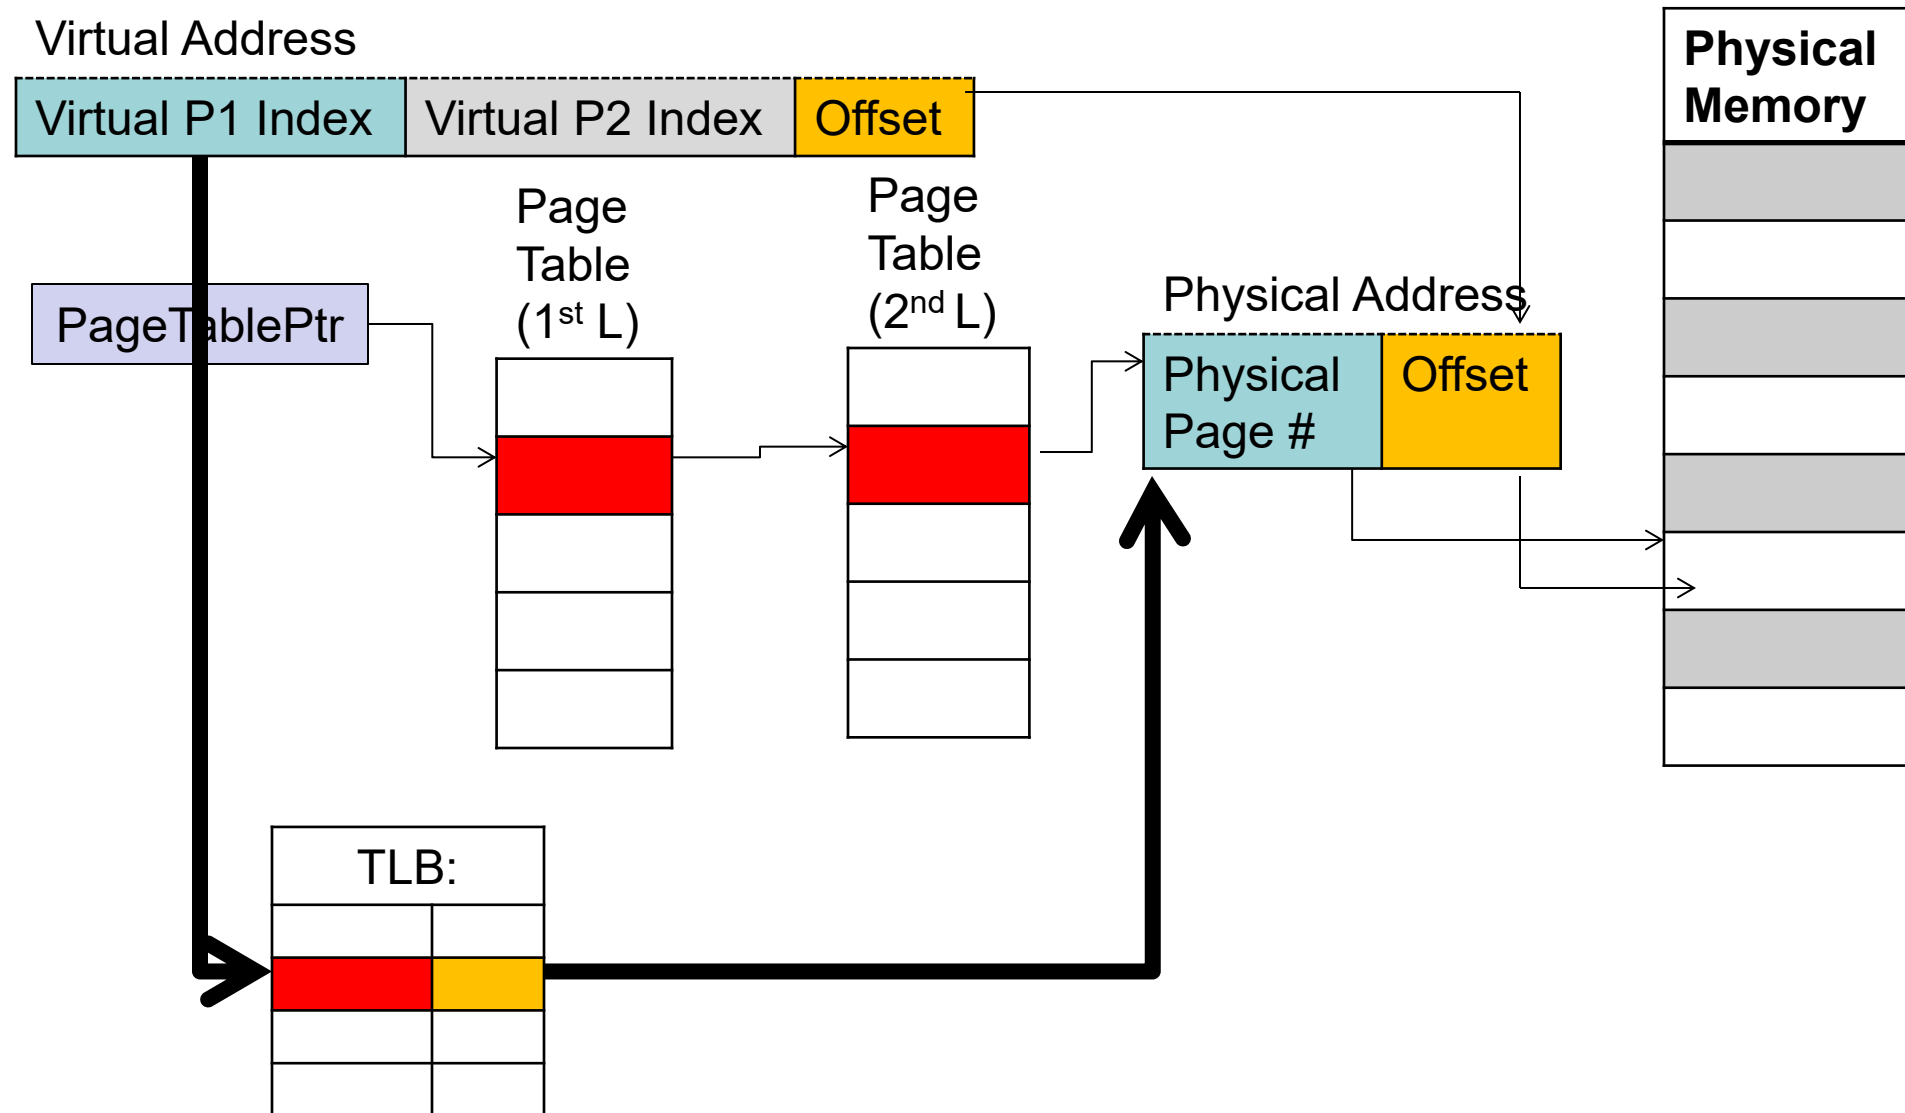 Virtual Address
Virtual P1 Index
Virtual P2 Index
Offset
Physical
Memory
Page
Table
(1st L)
Page
Table
(2nd L)
PageTablePtr
Physical Address
Physical
Page #
Offset
TLB: